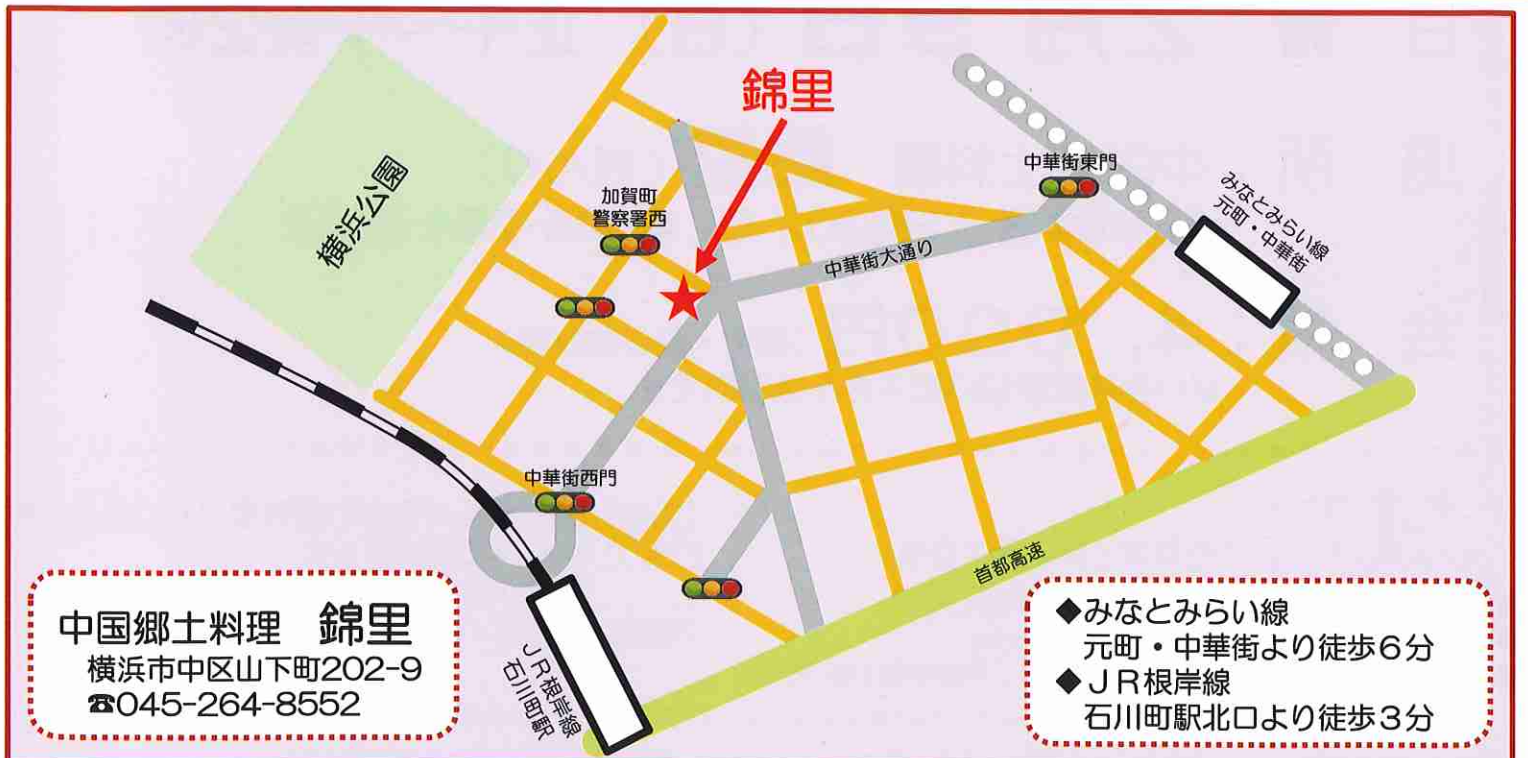 錦里
横浜公園
加賀町
警察署西
中華街東門
みなとみらい線
元町・中華街
中華街大通り
中華街西門
首都高速
JR根岸線
石川町駅
中国郷土料理 錦里
横浜市中区山下町202-9
☎045-264-8552
◆みなとみらい線
元町・中華街より徒歩6分
◆JR根岸線
石川町駅北口より徒歩3分